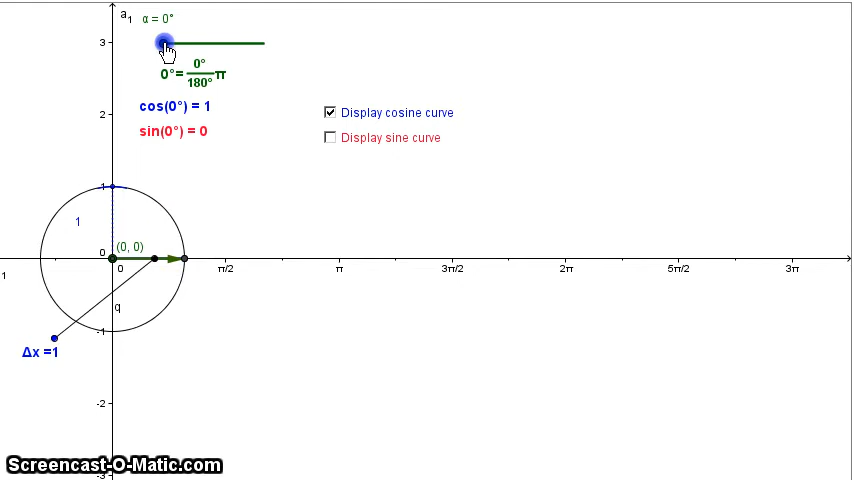 a1
α = 0°
3
0°= 0°/180° π
cos(0°) = 1
2
Display cosine curve
sin(0°) = 0
Display sine curve
1
1
(0, 0)
0
0
π/2
π
3π/2
2π
5π/2
3π
1
q
-1
Δx =1
-2
Screencast-O-Matic.com
-3